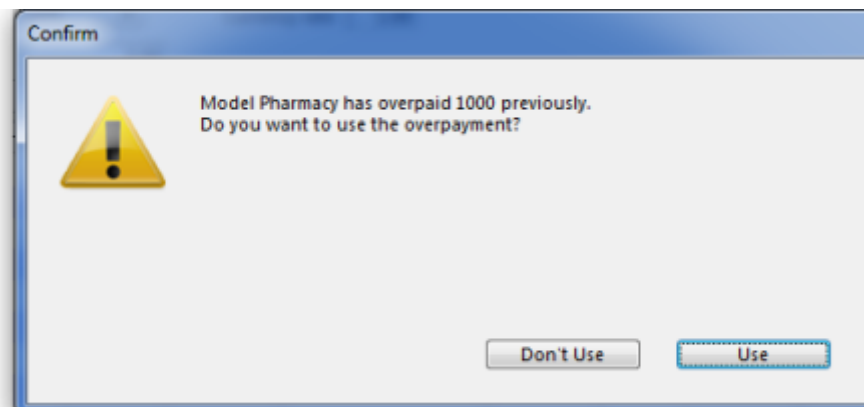 Confirm
Model Pharmacy has overpaid 1000 previously.
Do you want to use the overpayment?
Don't Use
Use